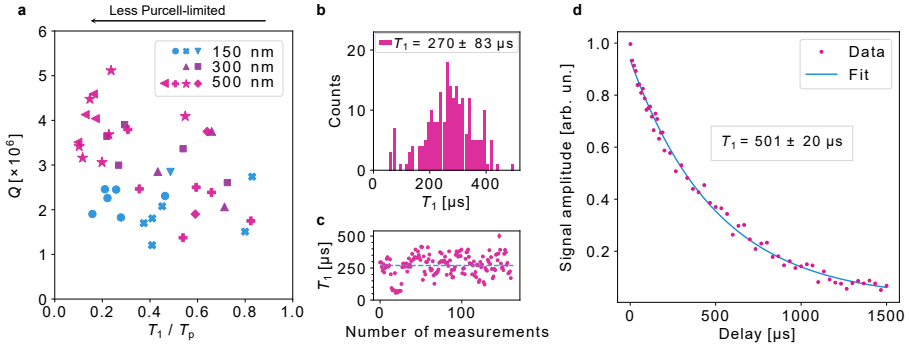 a
Less Purcell-limited
150 nm
300 nm
500 nm
Q [× 10⁶]
6
5
4
3
2
1
0
0.0 0.2 0.4 0.6 0.8 1.0
T₁ / Tₚ
b
T₁ = 270 ± 83 µs
Counts
20
10
0
0 200 400
T₁ [µs]
c
T₁ [µs]
500
250
0
0 100
Number of measurements
d
Data
Fit
T₁ = 501 ± 20 µs
Signal amplitude [arb. un.]
1.0
0.8
0.6
0.4
0.2
0 500 1000 1500
Delay [µs]